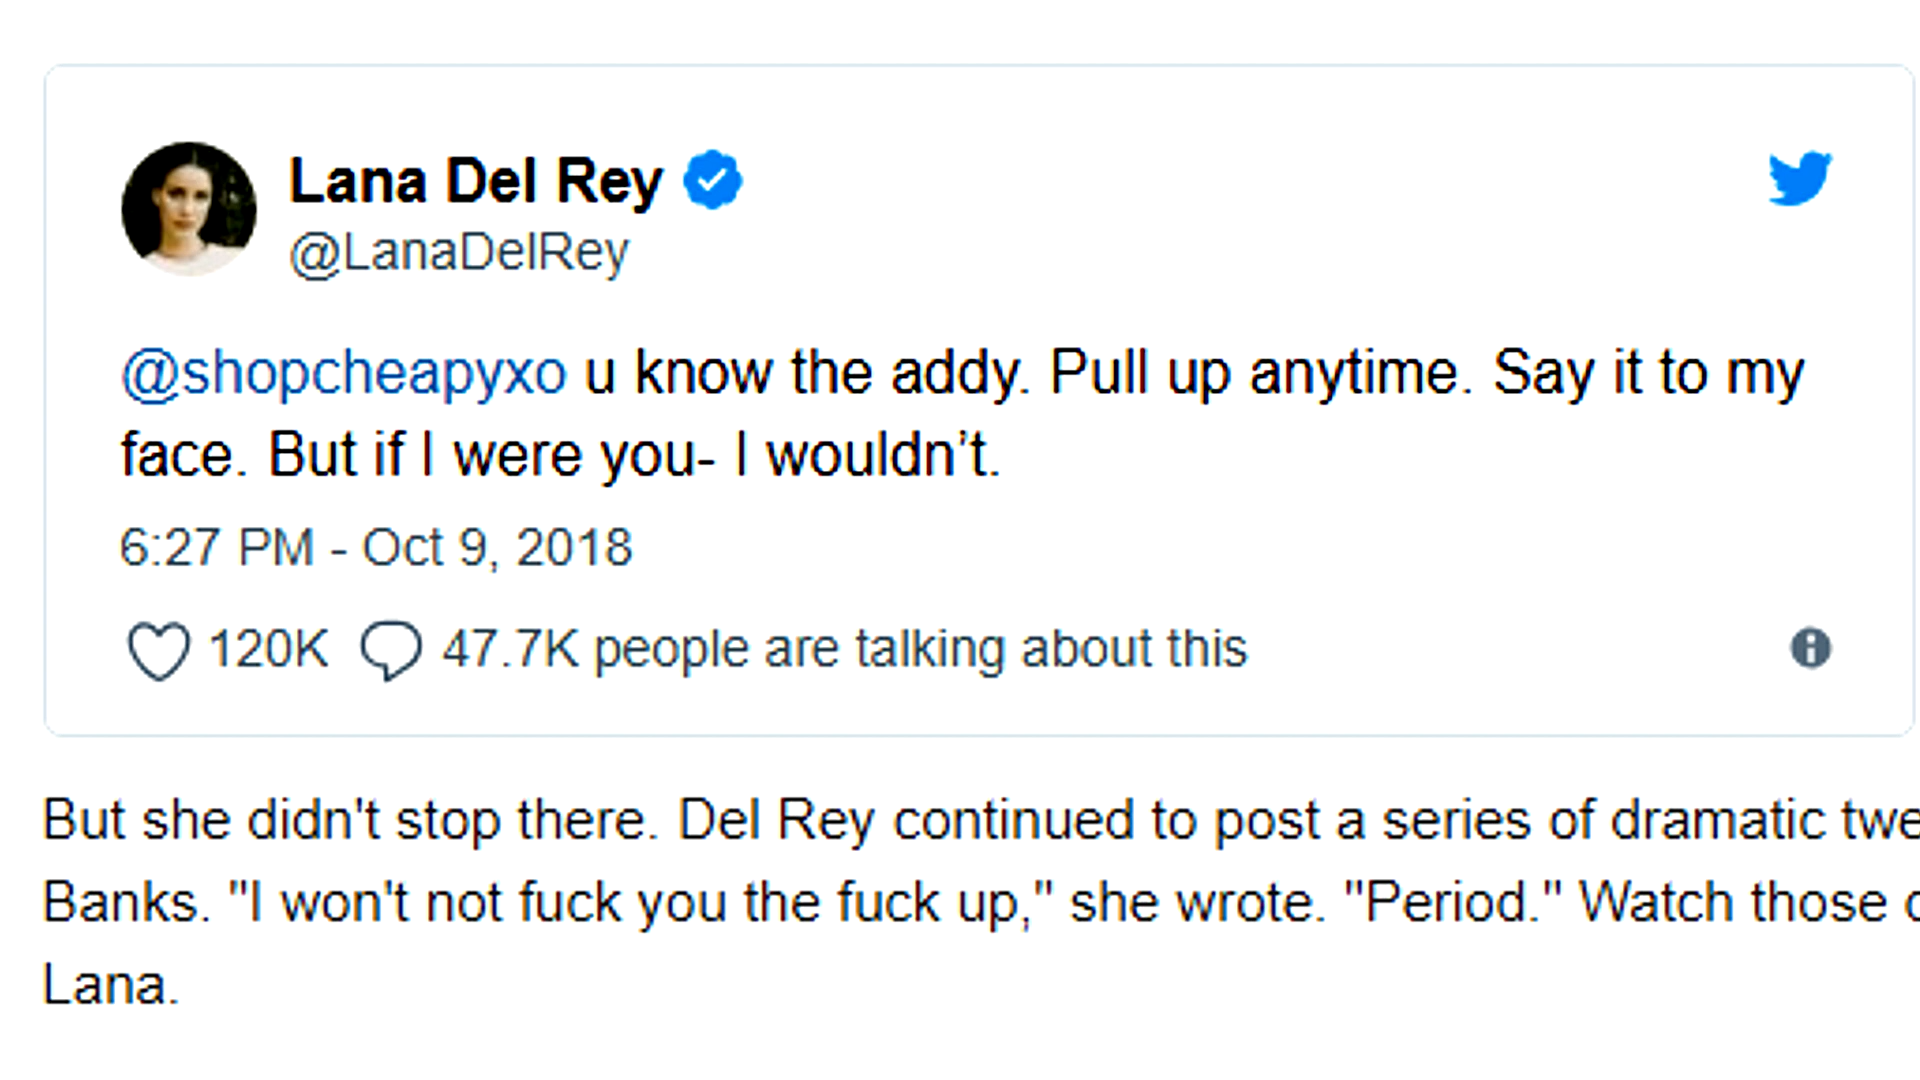 Lana Del Rey
@LanaDelRey
@shopcheapyxo u know the addy. Pull up anytime. Say it to my
face. But if I were you- I wouldn’t.
6:27 PM - Oct 9, 2018
120K 47.7K people are talking about this
But she didn't stop there. Del Rey continued to post a series of dramatic twe
Banks. "I won't not fuck you the fuck up," she wrote. "Period." Watch those
Lana.